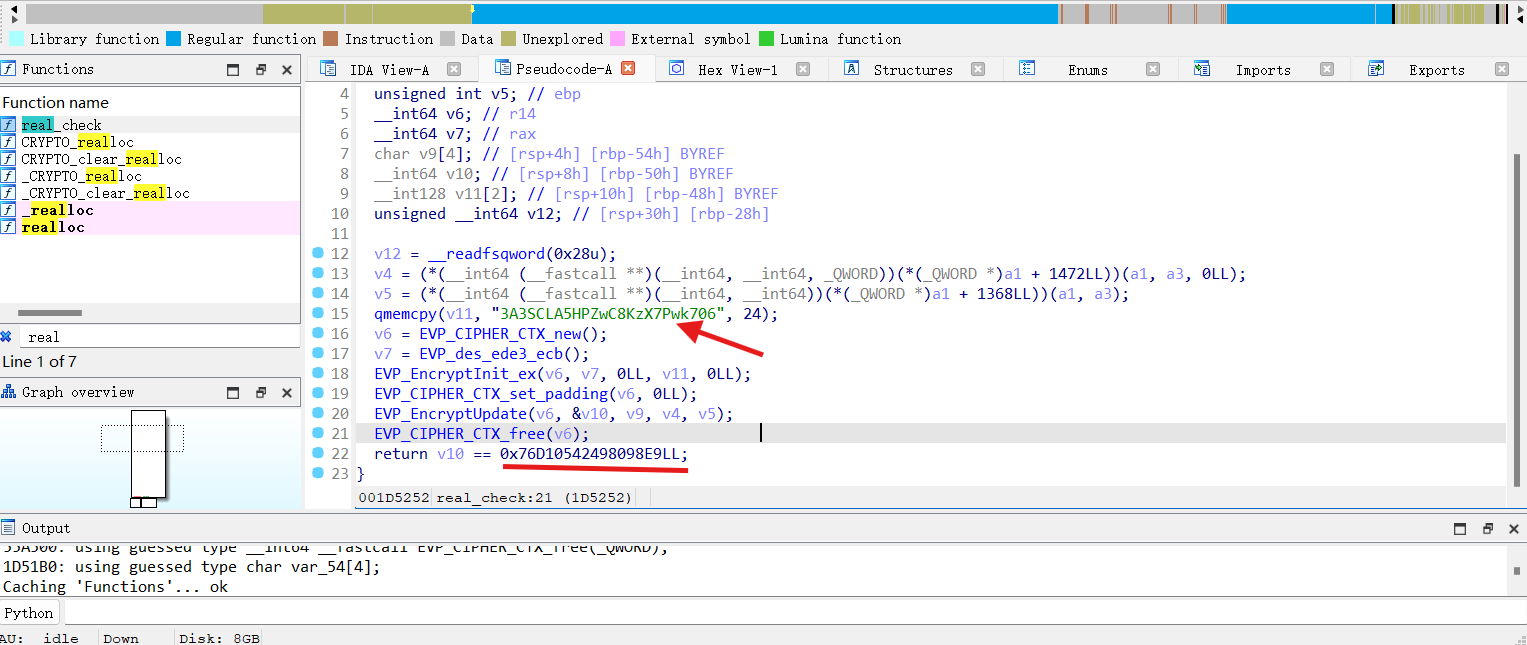 Library function Regular function Instruction Data Unexplored External symbol Lumina function
Functions
IDA View-A Pseudocode-A Hex View-1 Structures Enums Imports Exports
Function name
real_check
CRYPTO_realloc
CRYPTO_clear_realloc
_CRYPTO_realloc
_CRYPTO_clear_realloc
_realloc
realloc
real
Line 1 of 7
Graph overview
4 unsigned int v5; // ebp
5 __int64 v6; // r14
6 __int64 v7; // rax
7 char v9[4]; // [rsp+4h] [rbp-54h] BYREF
8 __int64 v10; // [rsp+8h] [rbp-50h] BYREF
9 __int128 v11[2]; // [rsp+10h] [rbp-48h] BYREF
10 unsigned __int64 v12; // [rsp+30h] [rbp-28h]
11
12 v12 = __readfsqword(0x28u);
13 v4 = (*(__int64 (__fastcall **)(__int64, __int64, _QWORD))(*(_QWORD *)a1 + 1472LL))(a1, a3, 0LL);
14 v5 = (*(__int64 (__fastcall **)(__int64, __int64))(*(_QWORD *)a1 + 1368LL))(a1, a3);
15 qmemcpy(v11, "3A3SCLA5HPZwC8KzX7Pwk706", 24);
16 v6 = EVP_CIPHER_CTX_new();
17 v7 = EVP_des_ede3_ecb();
18 EVP_EncryptInit_ex(v6, v7, 0LL, v11, 0LL);
19 EVP_CIPHER_CTX_set_padding(v6, 0LL);
20 EVP_EncryptUpdate(v6, &v10, v9, v4, v5);
21 EVP_CIPHER_CTX_free(v6);
22 return v10 == 0x76D10542498098E9LL;
23 }
001D5252 real_check:21 (1D5252)
Output
55A500: using guessed type __int64 __fastcall EVP_CIPHER_CTX_free(_QWORD);
1D51B0: using guessed type char var_54[4];
Caching 'Functions'... ok
Python
AU: idle Down Disk: 8GB